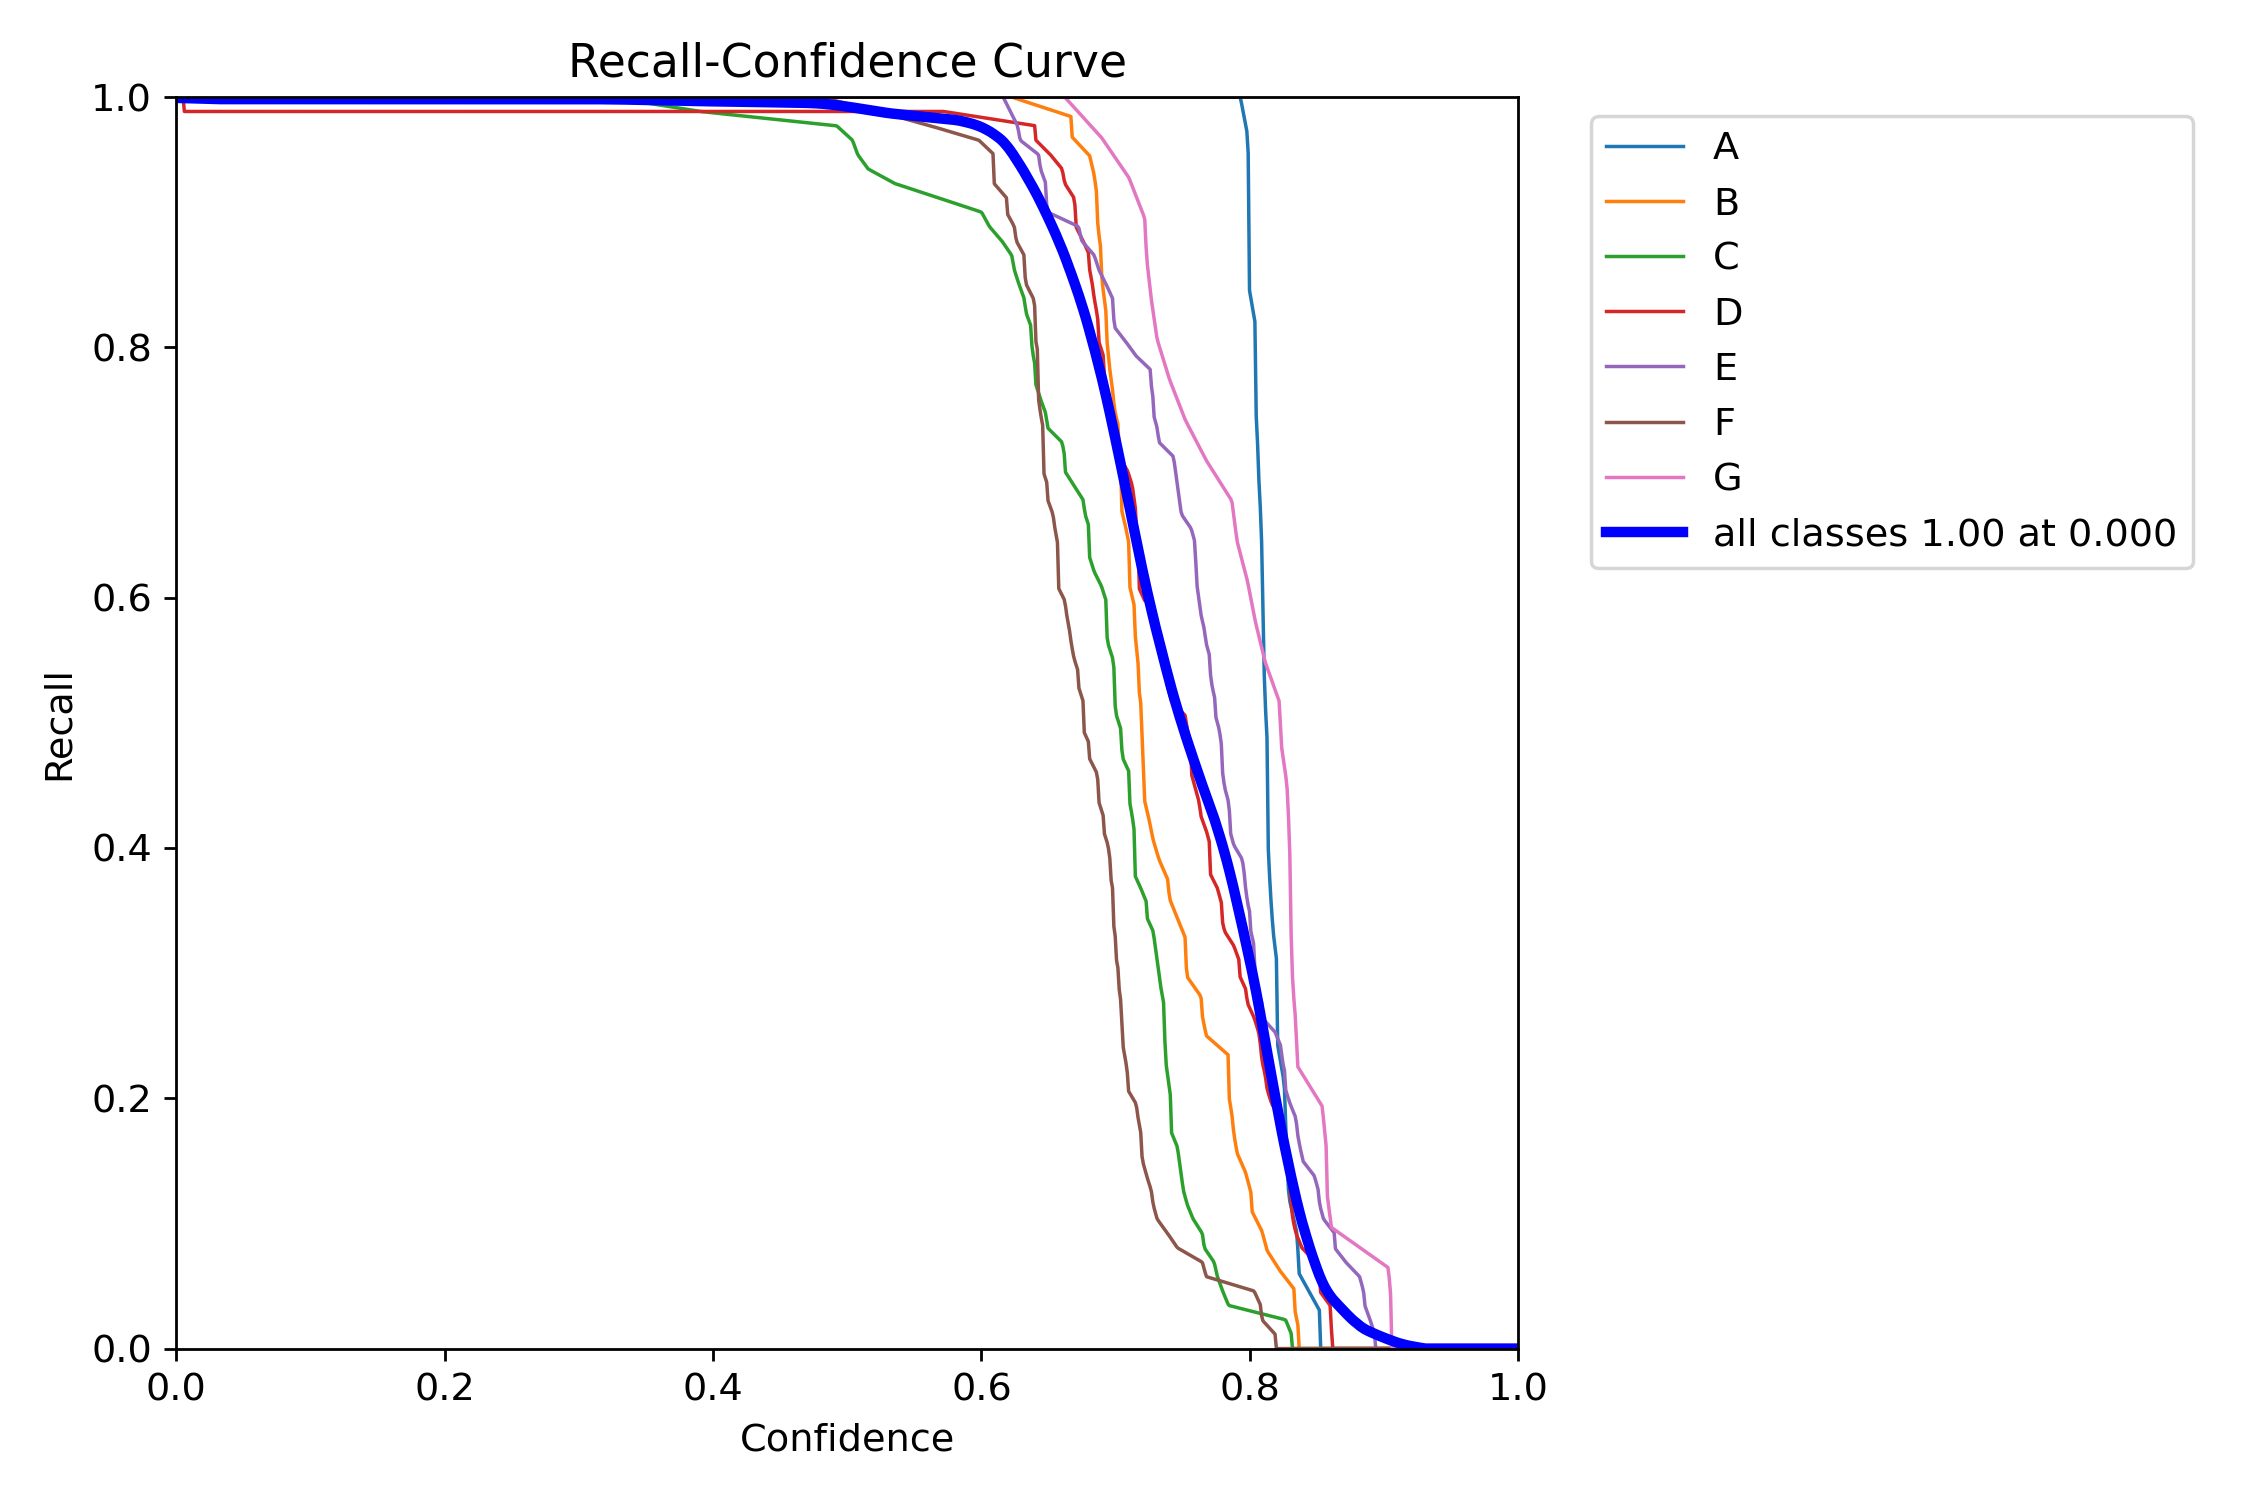 Recall-Confidence Curve
1.0
0.8
0.6
0.4
0.2
0.0
Recall
0.0 0.2 0.4 0.6 0.8 1.0
Confidence
A
B
C
D
E
F
G
all classes 1.00 at 0.000